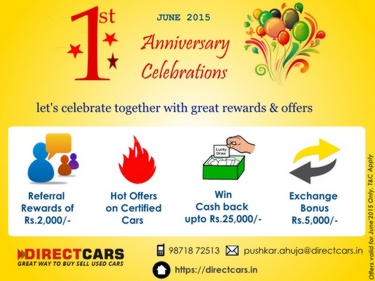 1st
JUNE 2015
Anniversary
Celebrations
let's celebrate together with great rewards & offers
Lucky
Draw
Referral
Rewards of
Rs.2,000/-
Hot Offers
on Certified
Cars
Win
Cash back
upto Rs.25,000/-
Exchange
Bonus
Rs.5,000/-
Offers valid for June'2015 Only. T&C Apply
DIRECTCARS
GREAT WAY TO BUY SELL USED CARS
98718 72513
pushkar.ahuja@directcars.in
https://directcars.in